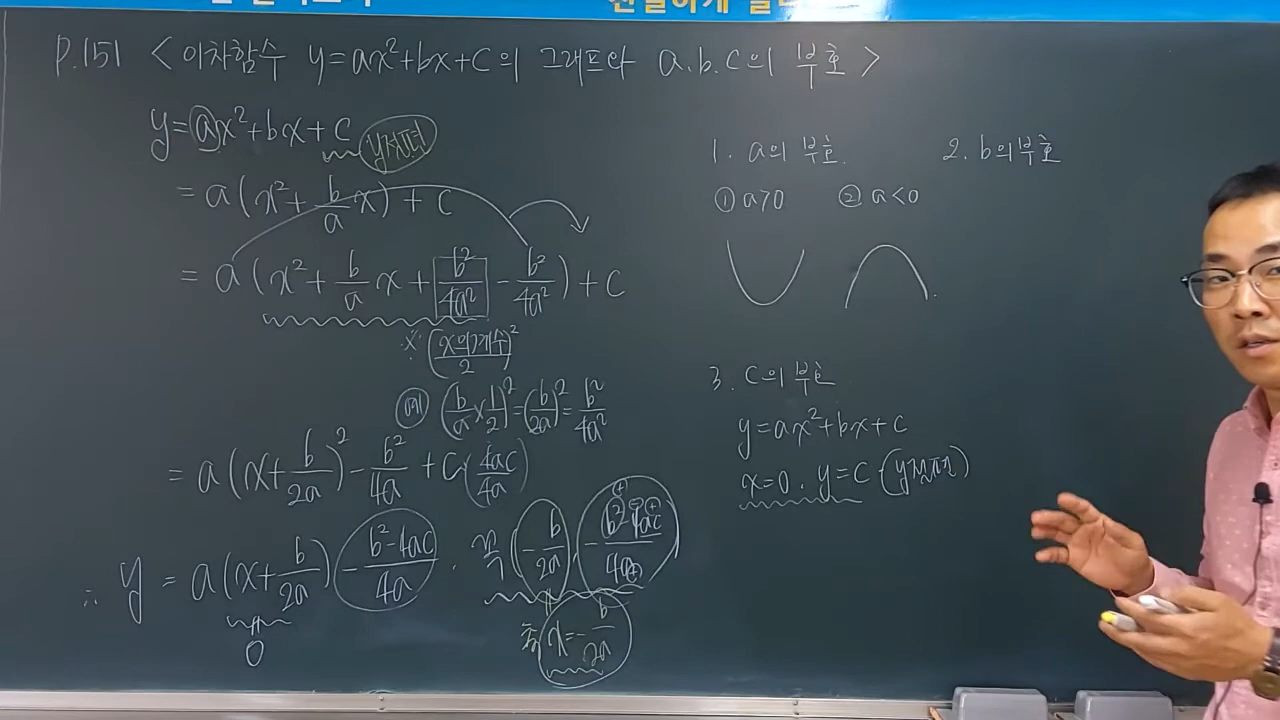 친절하게
P.151 <이차함수 y=ax²+bx+c의 그래프와 a.b.c의 부호>
y=ax²+bx+c y절편
=a(x²+b/a x)+c
=a(x²+b/a x+b²/4a²-b²/4a²)+c
※(x의계수/2)²
예 (b/a×1/2)²=(b/2a)²=b²/4a²
=a(x+b/2a)²-b²/4a+c(4ac/4a)
∴ y=a(x+b/2a)-b²-4ac/4a. 꼭(-b/2a, -b²-4ac/4a)
0
축 x=-b/2a
1. a의 부호.
① a>0 ② a<0
2. b의부호
3. c의 부호
y=ax²+bx+c
x=0. y=c (y절편)